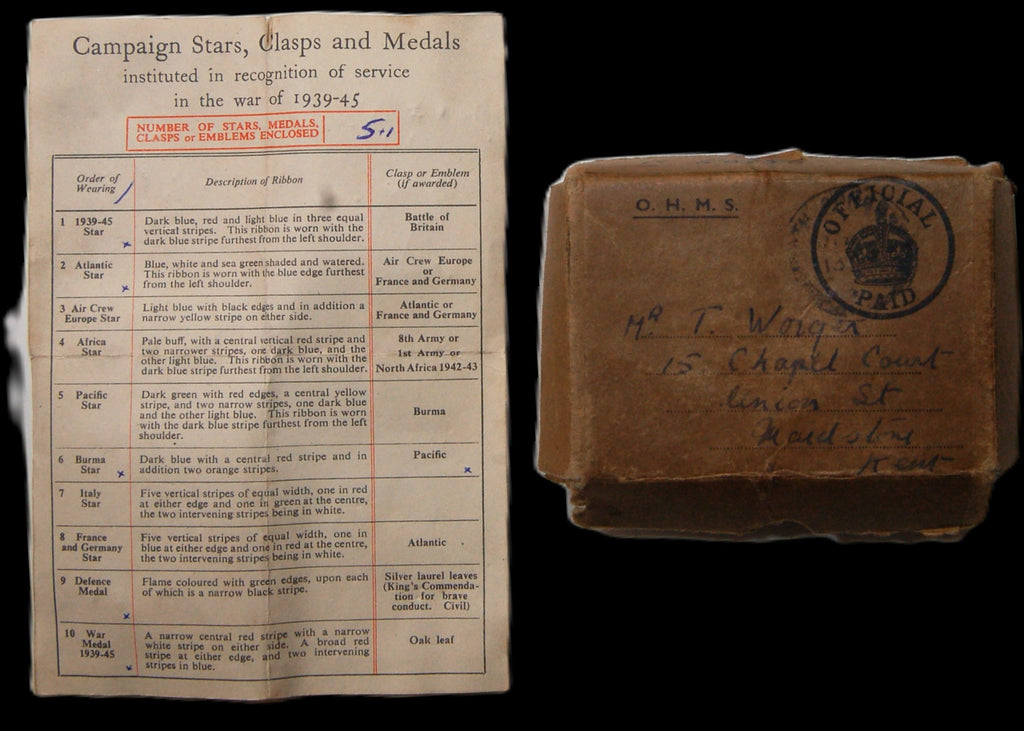 Campaign Stars, Clasps and Medals
instituted in recognition of service
in the war of 1939-45
NUMBER OF STARS, MEDALS,
CLASPS or EMBLEMS ENCLOSED
5.1
Order of
Wearing
Description of Ribbon
Clasp or Emblem
(if awarded)
1 1939-45
Star
x
Dark blue, red and light blue in three equal
vertical stripes. This ribbon is worn with the
dark blue stripe furthest from the left shoulder.
Battle of
Britain
2 Atlantic
Star
x
Blue, white and sea green shaded and watered.
This ribbon is worn with the blue edge furthest
from the left shoulder.
Air Crew Europe
or
France and Germany
3 Air Crew
Europe Star
Light blue with black edges and in addition a
narrow yellow stripe on either side.
Atlantic or
France and Germany
4 Africa
Star
Pale buff, with a central vertical red stripe and
two narrower stripes, one dark blue, and the
other light blue. This ribbon is worn with the
dark blue stripe furthest from the left shoulder.
8th Army or
1st Army or
North Africa 1942-43
5 Pacific
Star
Dark green with red edges, a central yellow
stripe, and two narrow stripes, one dark blue
and the other light blue. This ribbon is worn
with the dark blue stripe furthest from the left
shoulder.
Burma
6 Burma
Star
x
Dark blue with a central red stripe and in
addition two orange stripes.
Pacific
x
7 Italy
Star
Five vertical stripes of equal width, one in red
at either edge and one in green at the centre,
the two intervening stripes being in white.
8 France
and Germany
Star
Five vertical stripes of equal width, one in
blue at either edge and one in red at the centre,
the two intervening stripes being in white.
Atlantic
9 Defence
Medal
x
Flame coloured with green edges, upon each
of which is a narrow black stripe.
Silver laurel leaves
(King's Commenda-
tion for brave
conduct. Civil)
10 War
Medal
1939-45
x
A narrow central red stripe with a narrow
white stripe on either side. A broad red
stripe at either edge, and two intervening
stripes in blue.
Oak leaf
O. H. M. S.
OFFICIAL
PAID
Mr T. Worger
15 Chapel Court
Union St
Maidstone
Kent